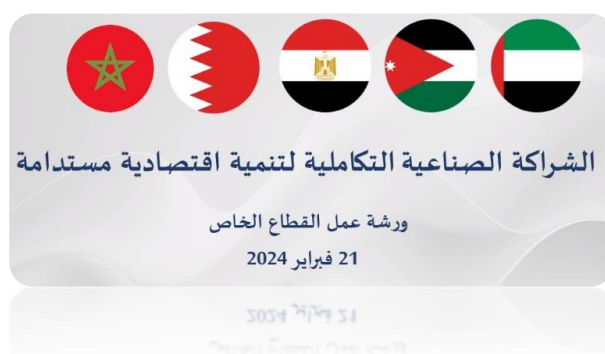 الشراكة الصناعية التكاملية لتنمية اقتصادية مستدامة
ورشة عمل القطاع الخاص
21 فبراير 2024